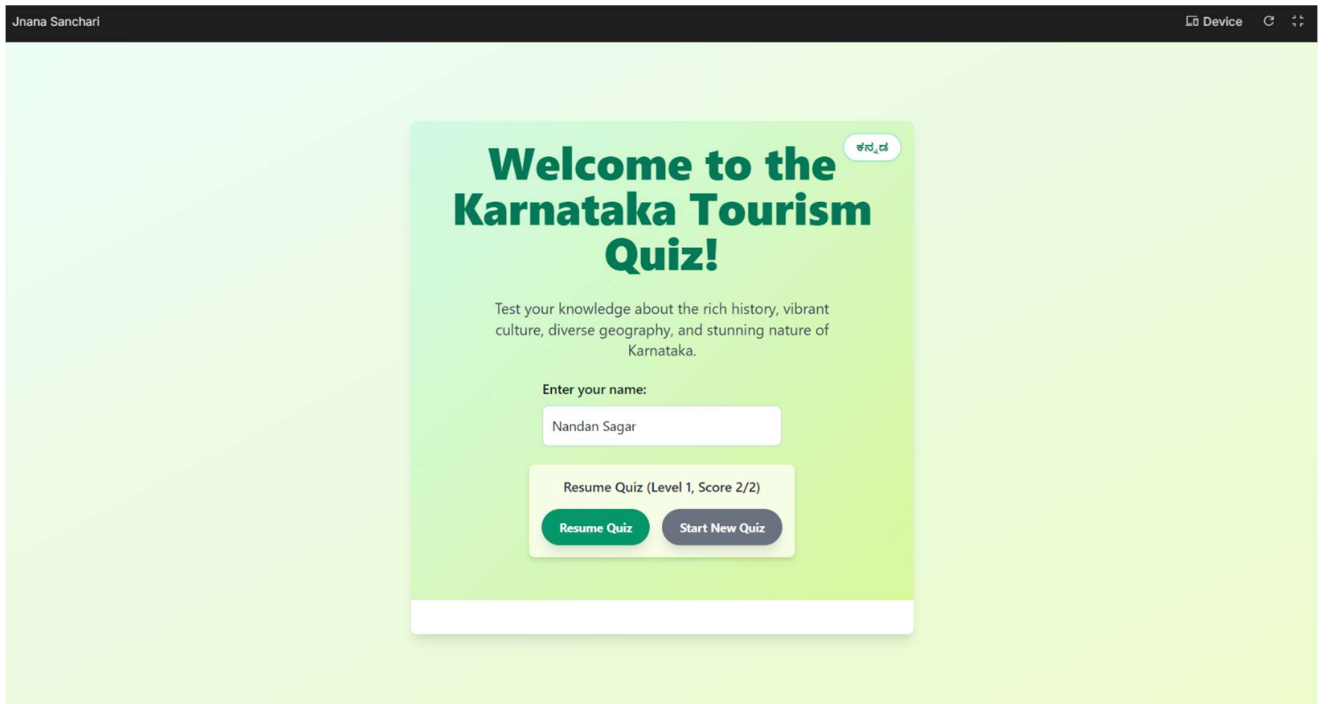 Jnana Sanchari
Device
ಕನ್ನಡ
Welcome to the
Karnataka Tourism
Quiz!
Test your knowledge about the rich history, vibrant
culture, diverse geography, and stunning nature of
Karnataka.
Enter your name:
Nandan Sagar
Resume Quiz (Level 1, Score 2/2)
Resume Quiz
Start New Quiz